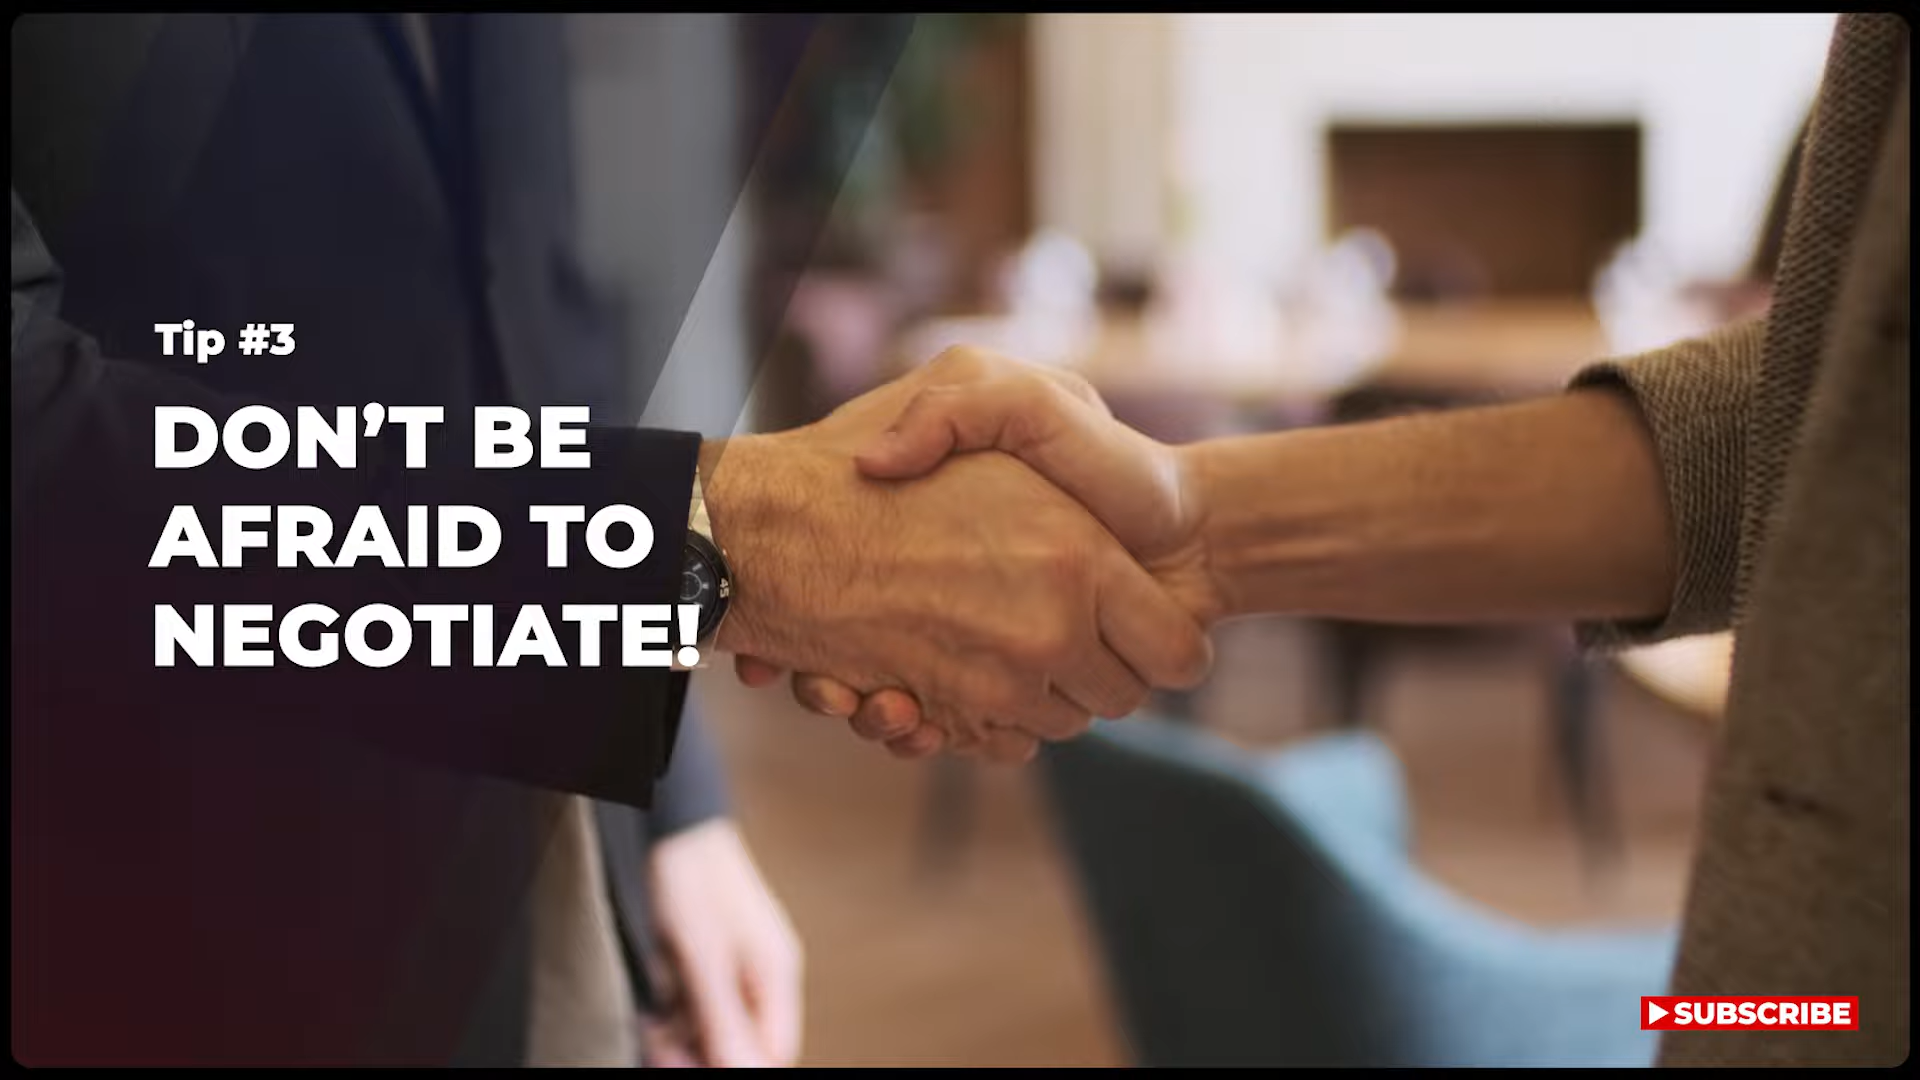 Tip #3
DON'T BE
AFRAID TO
NEGOTIATE!
SUBSCRIBE